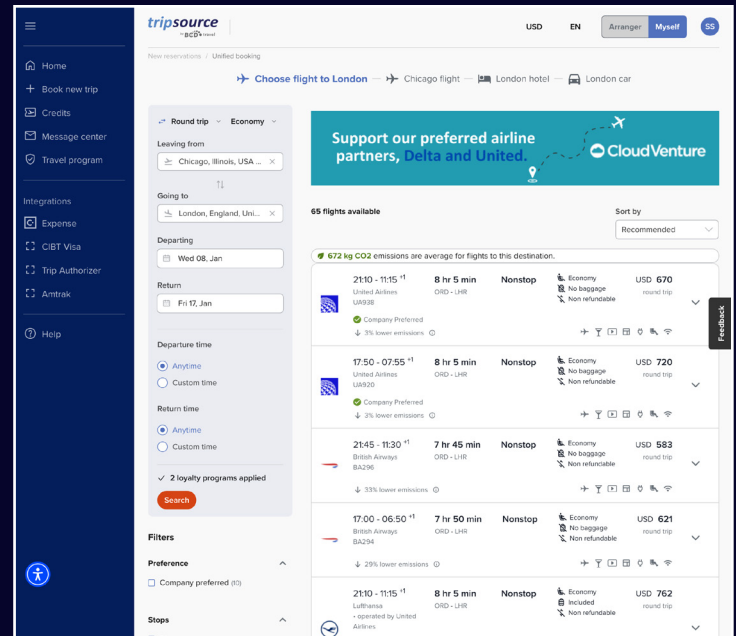 tripsource
BCD travel
USD
EN
Arranger
Myself
SS
Home
Book new trip
Credits
Message center
Travel program
Integrations
Expense
CIBT Visa
Trip Authorizer
Amtrak
Help
New reservations / Unified booking
Choose flight to London
Chicago flight
London hotel
London car
Round trip
Economy
Leaving from
Chicago, Illinois, USA ...
Going to
London, England, Uni...
Departing
Wed 08, Jan
Return
Fri 17, Jan
Departure time
Anytime
Custom time
Return time
Anytime
Custom time
2 loyalty programs applied
Search
Filters
Preference
Company preferred (10)
Stops
Support our preferred airline
partners, Delta and United.
CloudVenture
65 flights available
Sort by
Recommended
672 kg CO2 emissions are average for flights to this destination.
21:10 - 11:15 +1
8 hr 5 min
Nonstop
Economy
USD 670
United Airlines
ORD - LHR
No baggage
round trip
UA938
Non refundable
Company Preferred
3% lower emissions
17:50 - 07:55 +1
8 hr 5 min
Nonstop
Economy
USD 720
United Airlines
ORD - LHR
No baggage
round trip
UA920
Non refundable
Company Preferred
3% lower emissions
21:45 - 11:30 +1
7 hr 45 min
Nonstop
Economy
USD 583
British Airways
ORD - LHR
No baggage
round trip
BA296
Non refundable
33% lower emissions
17:00 - 06:50 +1
7 hr 50 min
Nonstop
Economy
USD 621
British Airways
ORD - LHR
No baggage
round trip
BA294
Non refundable
29% lower emissions
21:10 - 11:15 +1
8 hr 5 min
Nonstop
Economy
USD 762
Lufthansa
ORD - LHR
Included
round trip
• operated by United
Non refundable
Airlines
Feedback